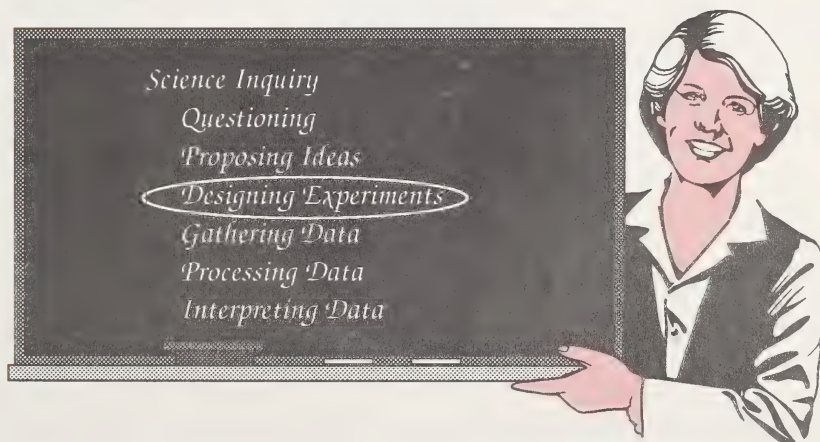 Science Inquiry
Questioning
Proposing Ideas
Designing Experiments
Gathering Data
Processing Data
Interpreting Data